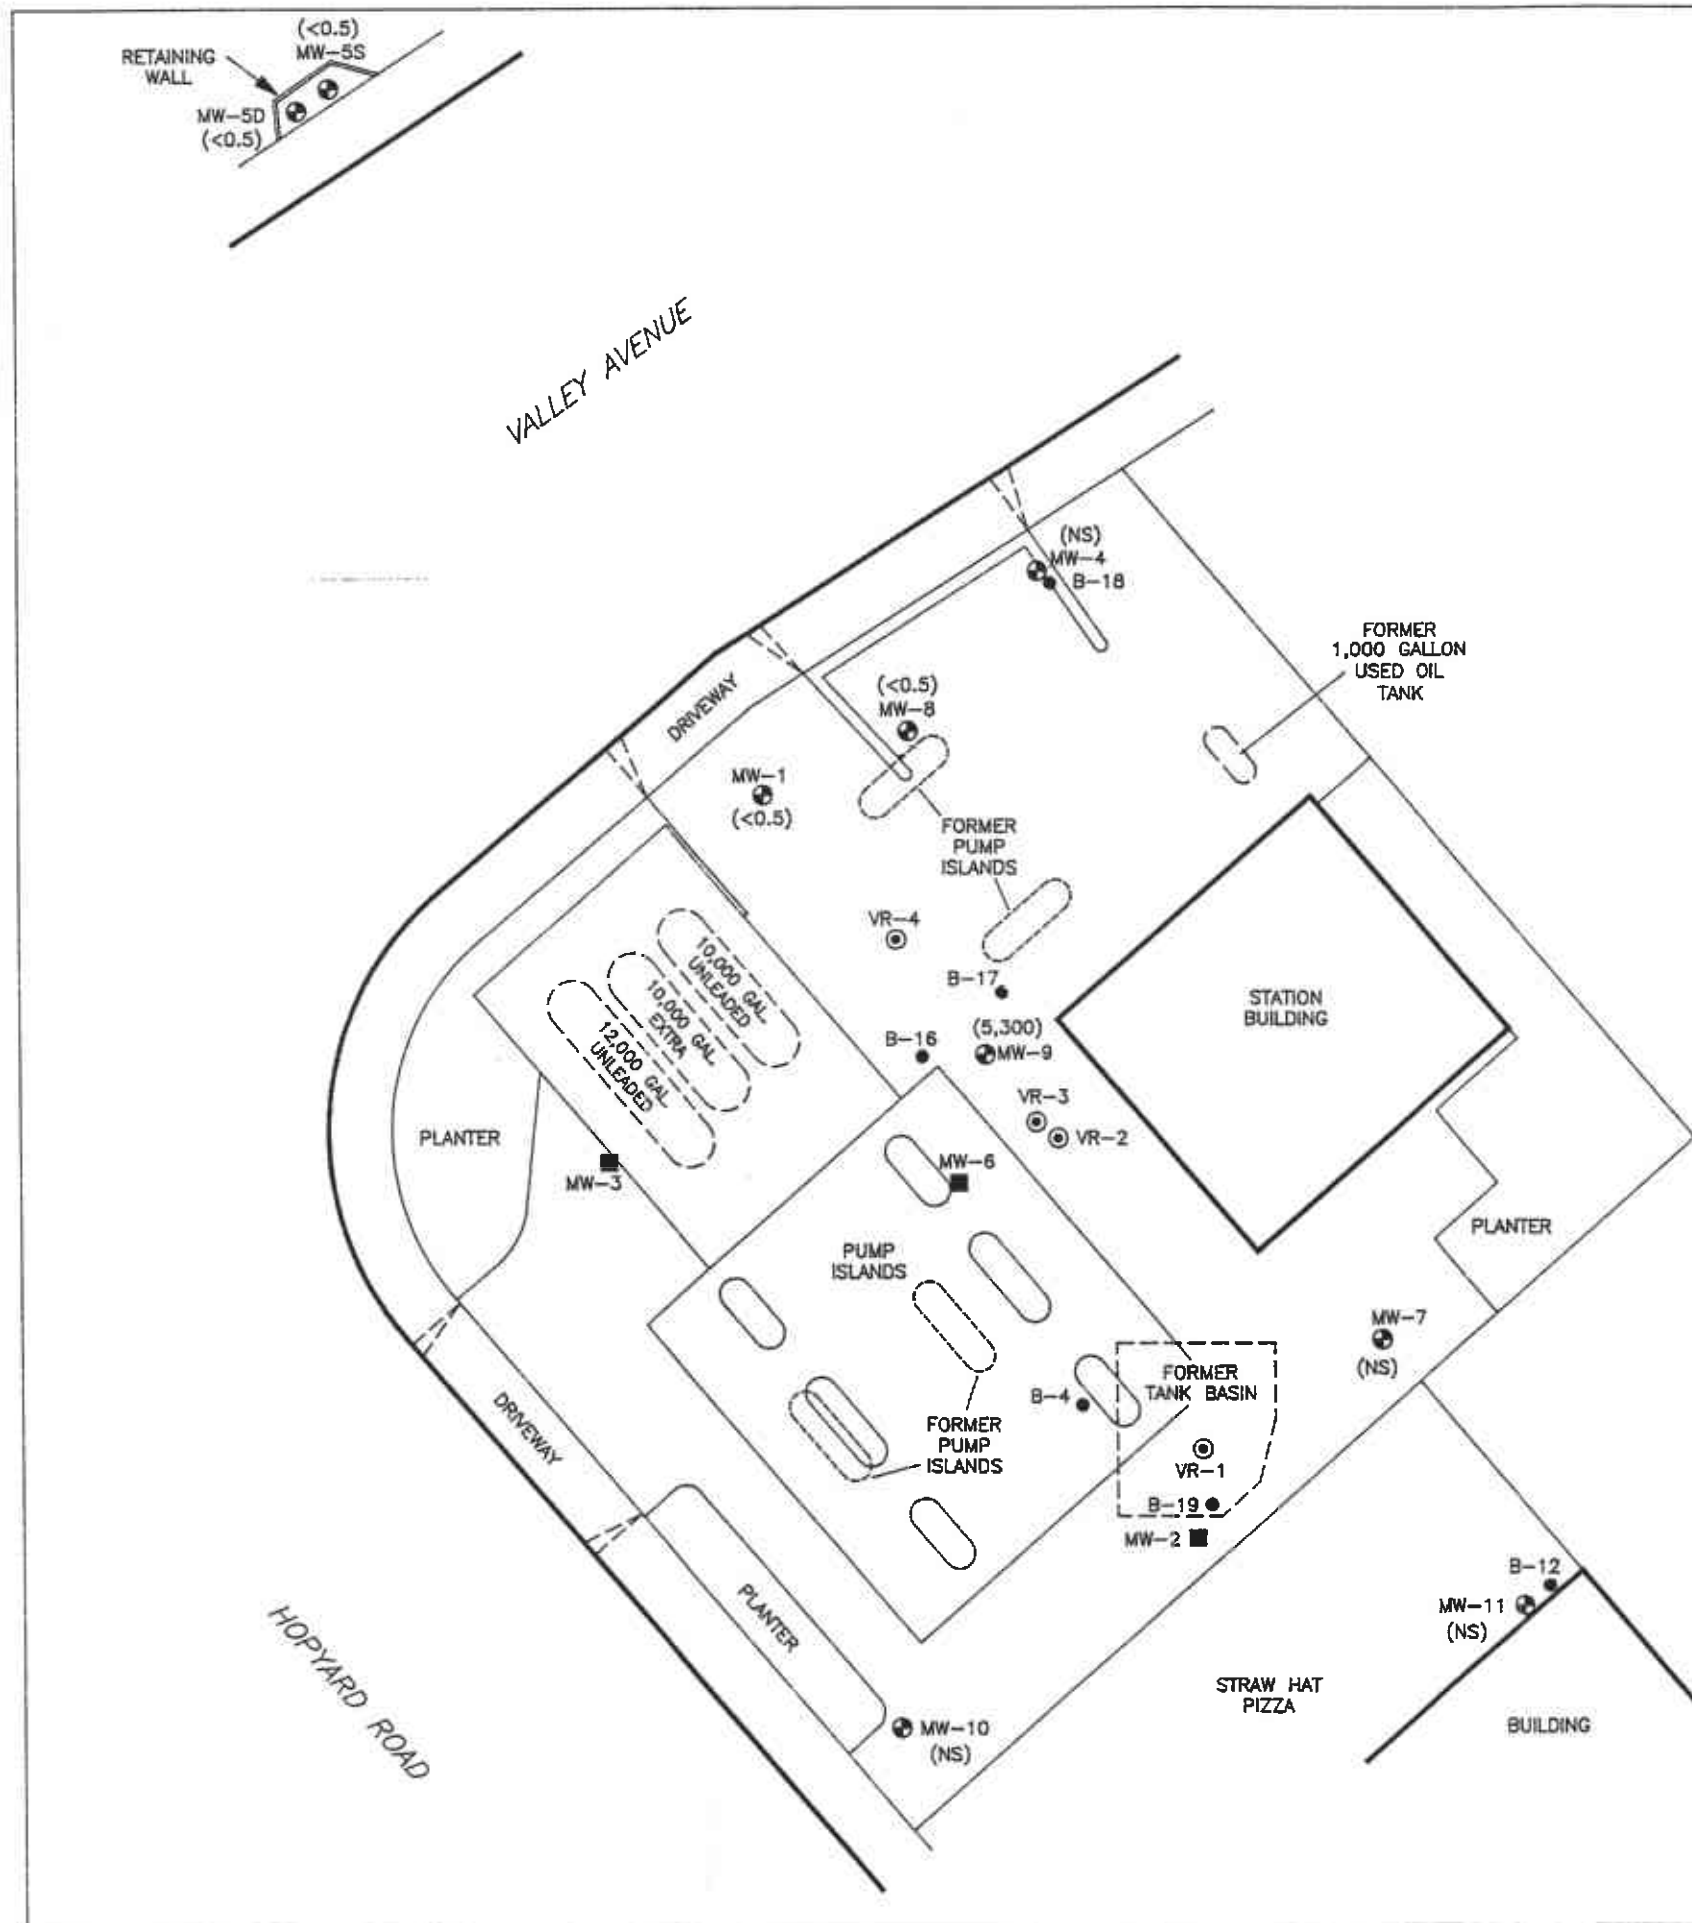 (<0.5)
MW-5S
RETAINING
WALL
MW-5D
(<0.5)
VALLEY AVENUE
(NS)
MW-4
B-18
FORMER
1,000 GALLON
USED OIL
TANK
DRIVEWAY
(<0.5)
MW-8
MW-1
(<0.5)
FORMER
PUMP
ISLANDS
VR-4
B-17
10,000 GAL.
UNLEADED
10,000 GAL.
EXTRA
12,000 GAL.
UNLEADED
STATION
BUILDING
(5,300)
MW-9
B-16
VR-3
VR-2
PLANTER
MW-3
MW-6
PLANTER
PUMP
ISLANDS
MW-7
(NS)
FORMER
TANK BASIN
B-4
DRIVEWAY
FORMER
PUMP
ISLANDS
VR-1
B-19
MW-2
PLANTER
B-12
MW-11
(NS)
HOPYARD ROAD
STRAW HAT
PIZZA
BUILDING
MW-10
(NS)